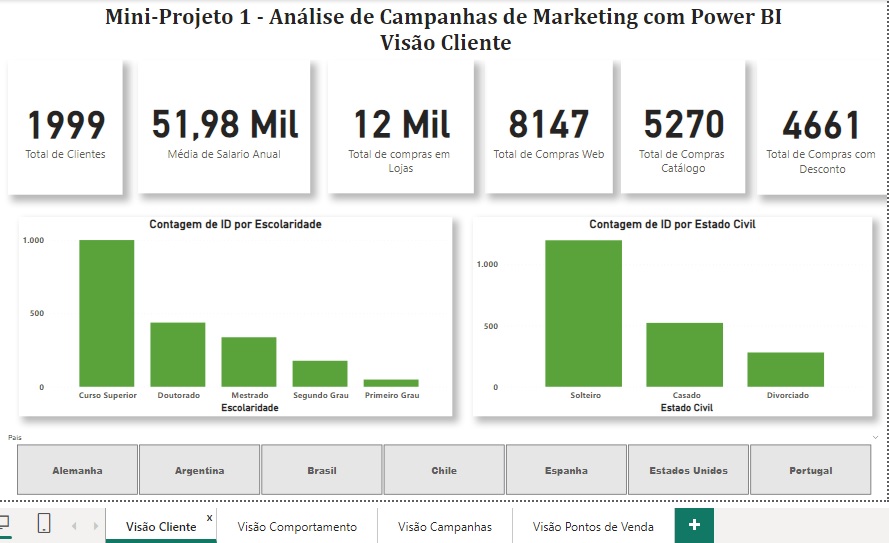 Mini-Projeto 1 - Análise de Campanhas de Marketing com Power BI
Visão Cliente
1999
Total de Clientes
51,98 Mil
Média de Salario Anual
12 Mil
Total de compras em
Lojas
8147
Total de Compras Web
5270
Total de Compras
Catálogo
4661
Total de Compras com
Desconto
Contagem de ID por Escolaridade
1.000
500
0
Curso Superior
Doutorado
Mestrado
Segundo Grau
Primeiro Grau
Escolaridade
Contagem de ID por Estado Civil
1.000
500
0
Solteiro
Casado
Divorciado
Estado Civil
Pais
Alemanha
Argentina
Brasil
Chile
Espanha
Estados Unidos
Portugal
Visão Cliente
x
Visão Comportamento
Visão Campanhas
Visão Pontos de Venda
+